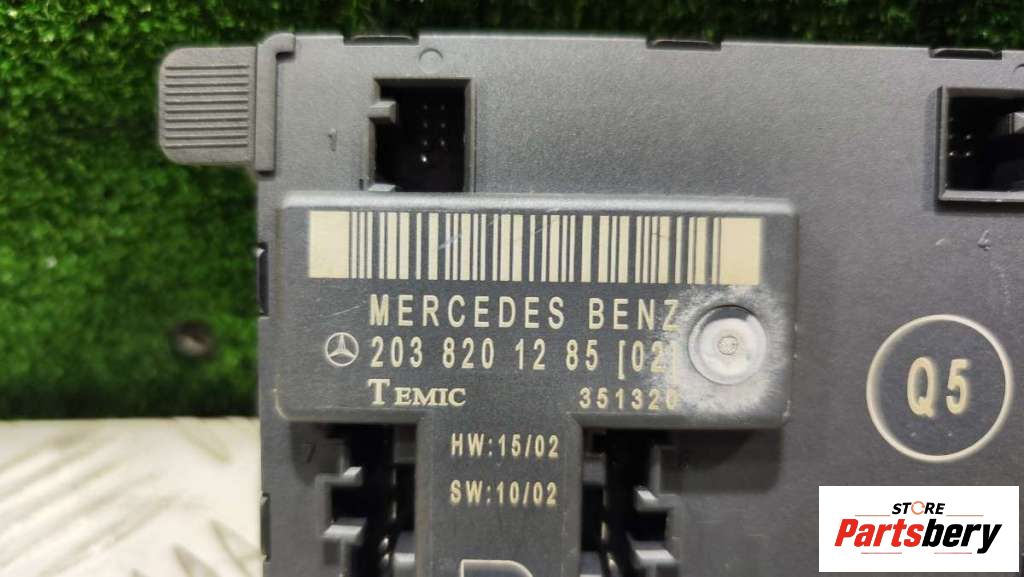 1
MERCEDES BENZ
203 820 12 85 [02]
TEMIC 351320
4
Q5
7
HW:15/02
SW:10/02
STORE
Partsbery